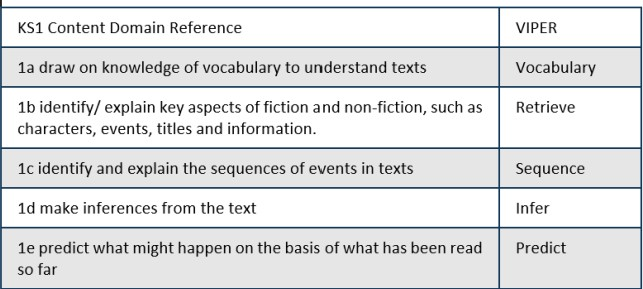 KS1 Content Domain Reference VIPER
1a draw on knowledge of vocabulary to understand texts Vocabulary
1b identify/ explain key aspects of fiction and non-fiction, such as Retrieve
characters, events, titles and information.
1c identify and explain the sequences of events in texts Sequence
1d make inferences from the text Infer
1e predict what might happen on the basis of what has been read Predict
so far